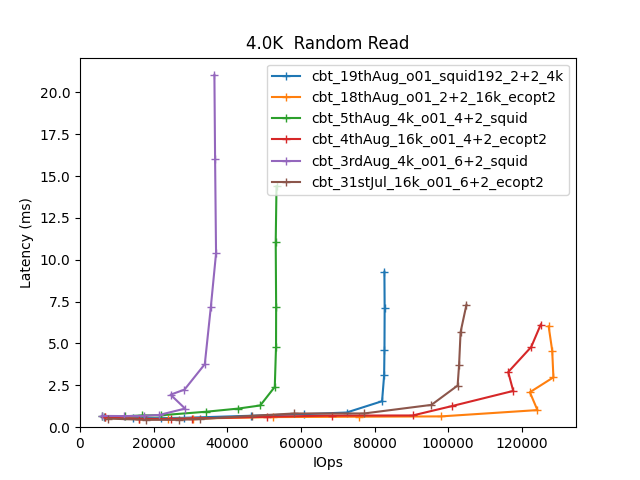 4.0K  Random Read
cbt_19thAug_o01_squid192_2+2_4k
cbt_18thAug_o01_2+2_16k_ecopt2
cbt_5thAug_4k_o01_4+2_squid
cbt_4thAug_16k_o01_4+2_ecopt2
cbt_3rdAug_4k_o01_6+2_squid
cbt_31stJul_16k_o01_6+2_ecopt2
Latency (ms)
20.0
17.5
15.0
12.5
10.0
7.5
5.0
2.5
0.0
0 20000 40000 60000 80000 100000 120000
IOps